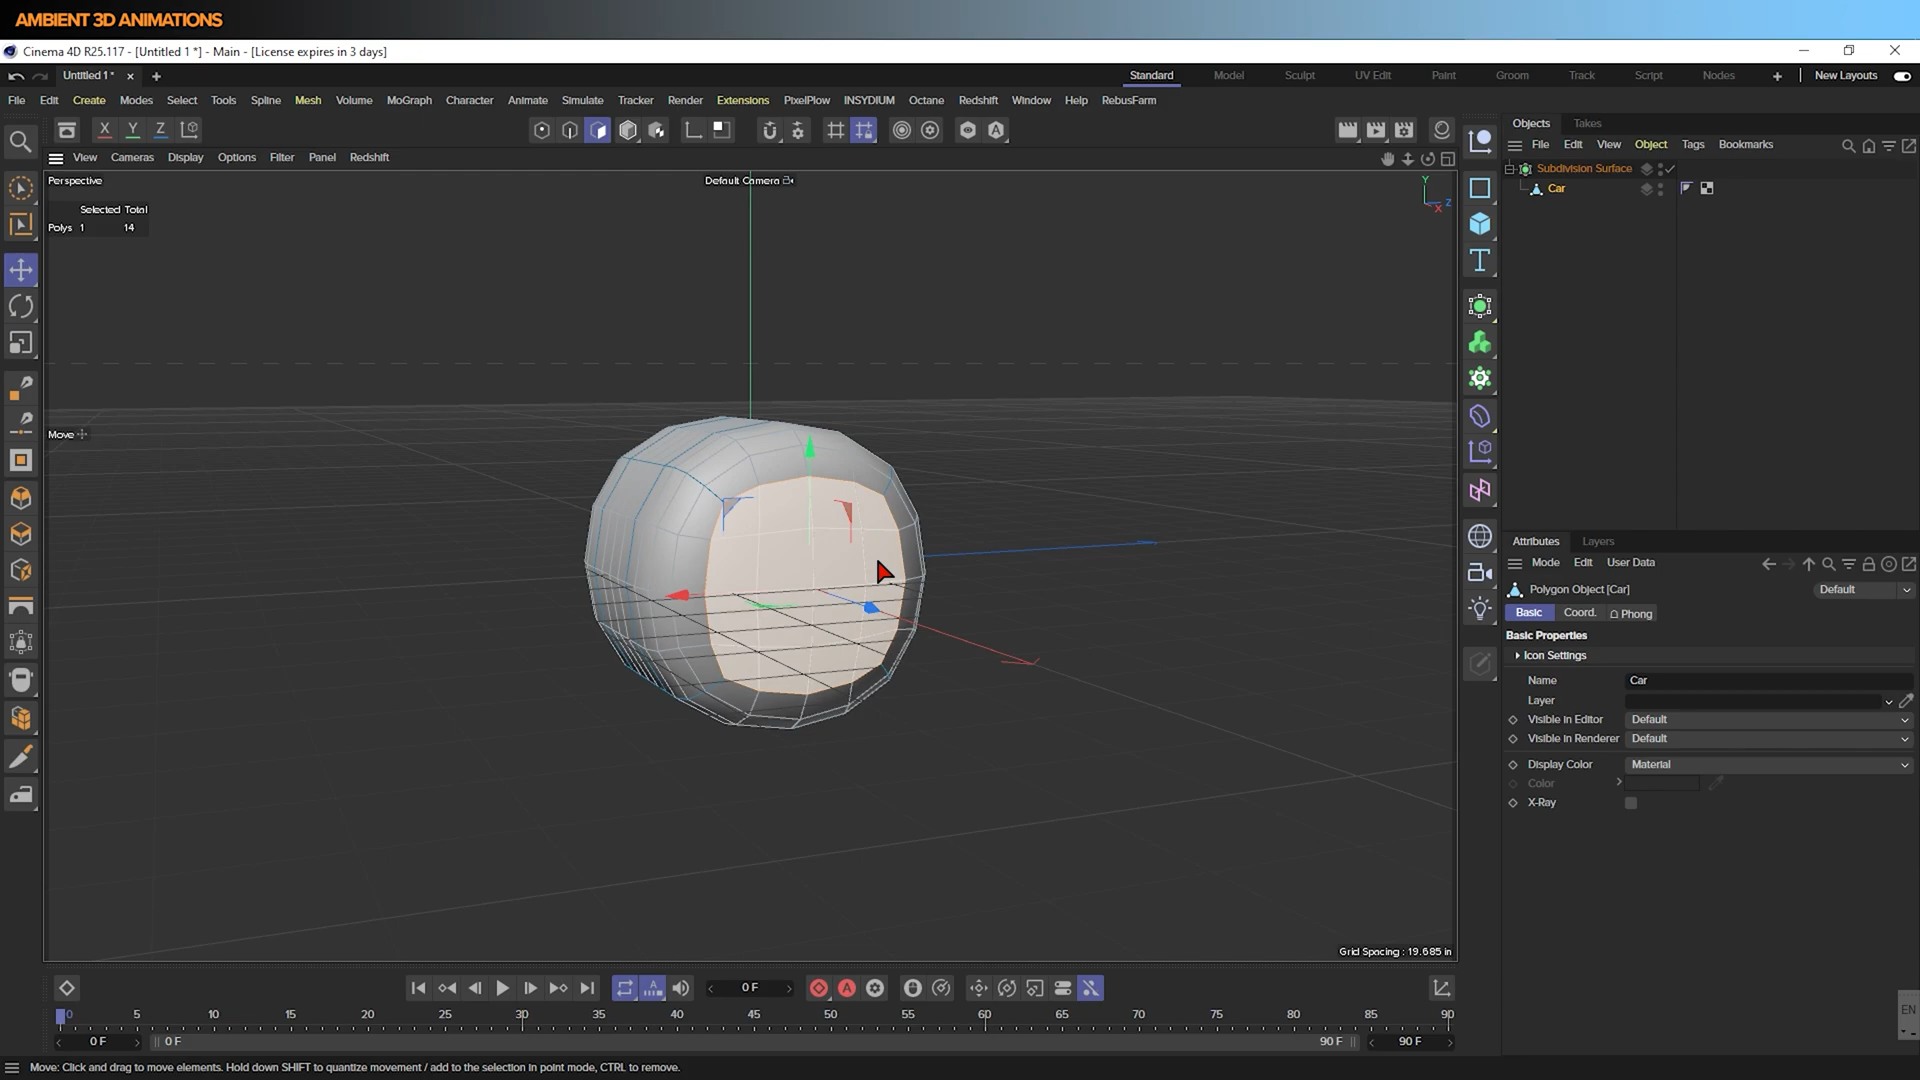 AMBIENT 3D ANIMATIONS
Cinema 4D R25.117 - [Untitled 1 *] - Main - [License expires in 3 days]
Untitled 1 *
Standard Model Sculpt UV Edit Paint Groom Track Script Nodes New Layouts
File Edit Create Modes Select Tools Spline Mesh Volume MoGraph Character Animate Simulate Tracker Render Extensions PixelPlow INSYDIUM Octane Redshift Window Help RebusFarm
X Y Z
View Cameras Display Options Filter Panel Redshift
Perspective
Default Camera
Y
Z
X
Selected Total
Polys 1 14
Move
Grid Spacing : 19.685 in
Objects Takes
File Edit View Object Tags Bookmarks
Subdivision Surface
Car
Attributes Layers
Mode Edit User Data
Polygon Object [Car]
Default
Basic Coord. Phong
Basic Properties
Icon Settings
Name Car
Layer
Visible in Editor Default
Visible in Renderer Default
Display Color Material
Color
X-Ray
0 F
0 5 10 15 20 25 30 35 40 45 50 55 60 65 70 75 80 85 90
0 F 0 F 90 F 90 F
EN
Move: Click and drag to move elements. Hold down SHIFT to quantize movement / add to the selection in point mode, CTRL to remove.